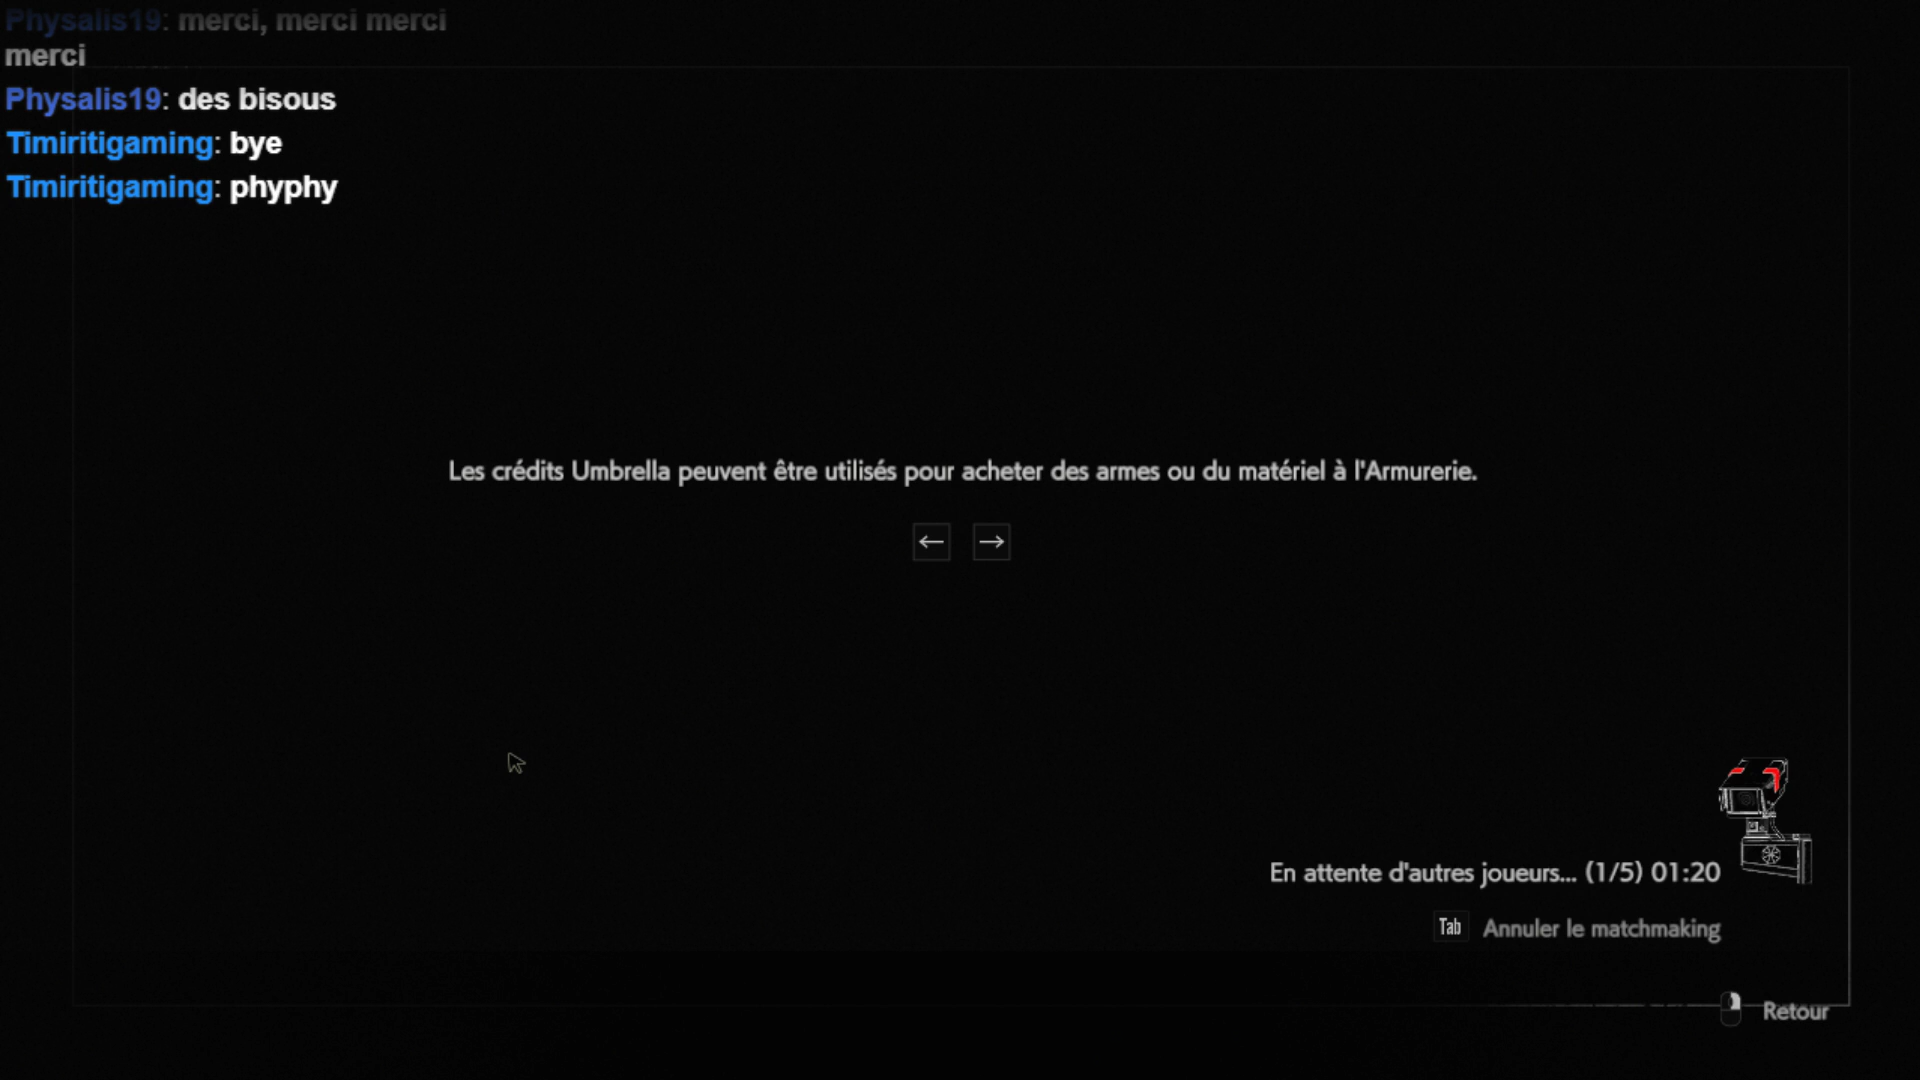 Physalis19: merci, merci merci
merci
Physalis19: des bisous
Timiritigaming: bye
Timiritigaming: phyphy
Les crédits Umbrella peuvent être utilisés pour acheter des armes ou du matériel à l'Armurerie.
← →
En attente d'autres joueurs... (1/5) 01:20
Tab Annuler le matchmaking
Retour